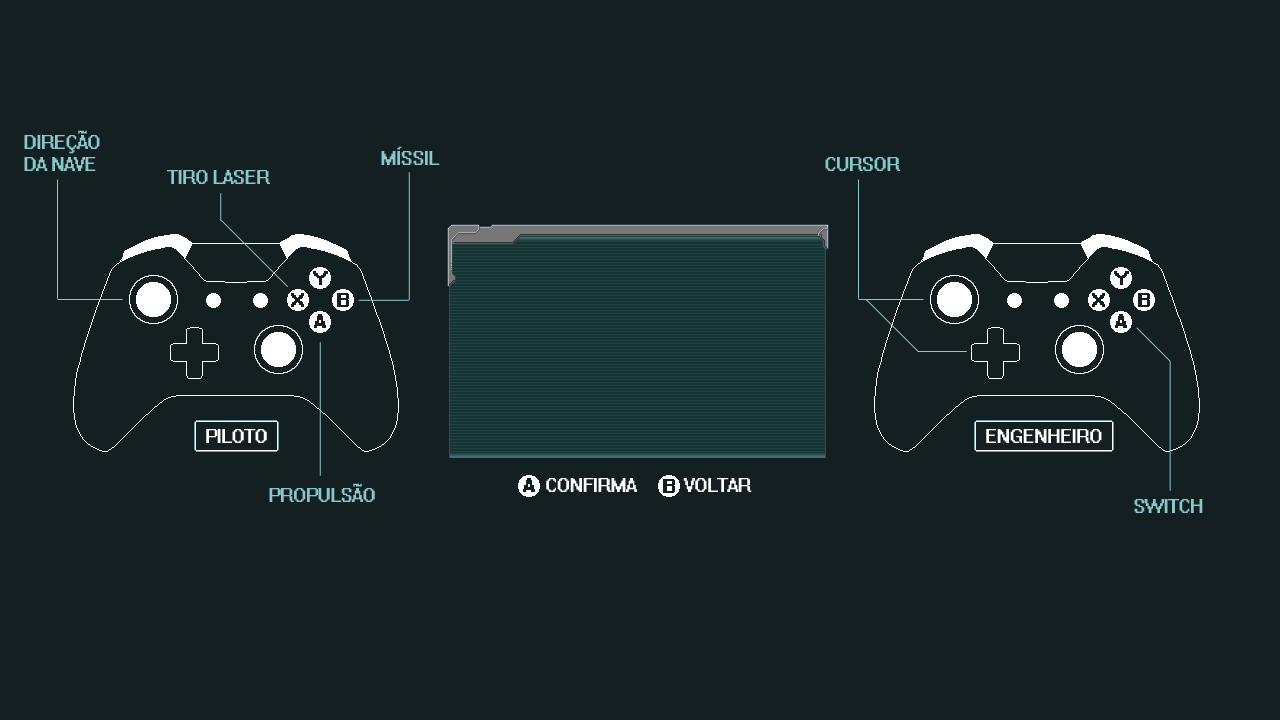 DIREÇÃO
DA NAVE
TIRO LASER
MÍSSIL
Y
X B
A
PILOTO
PROPULSÃO
A CONFIRMA B VOLTAR
CURSOR
Y
X B
A
ENGENHEIRO
SWITCH